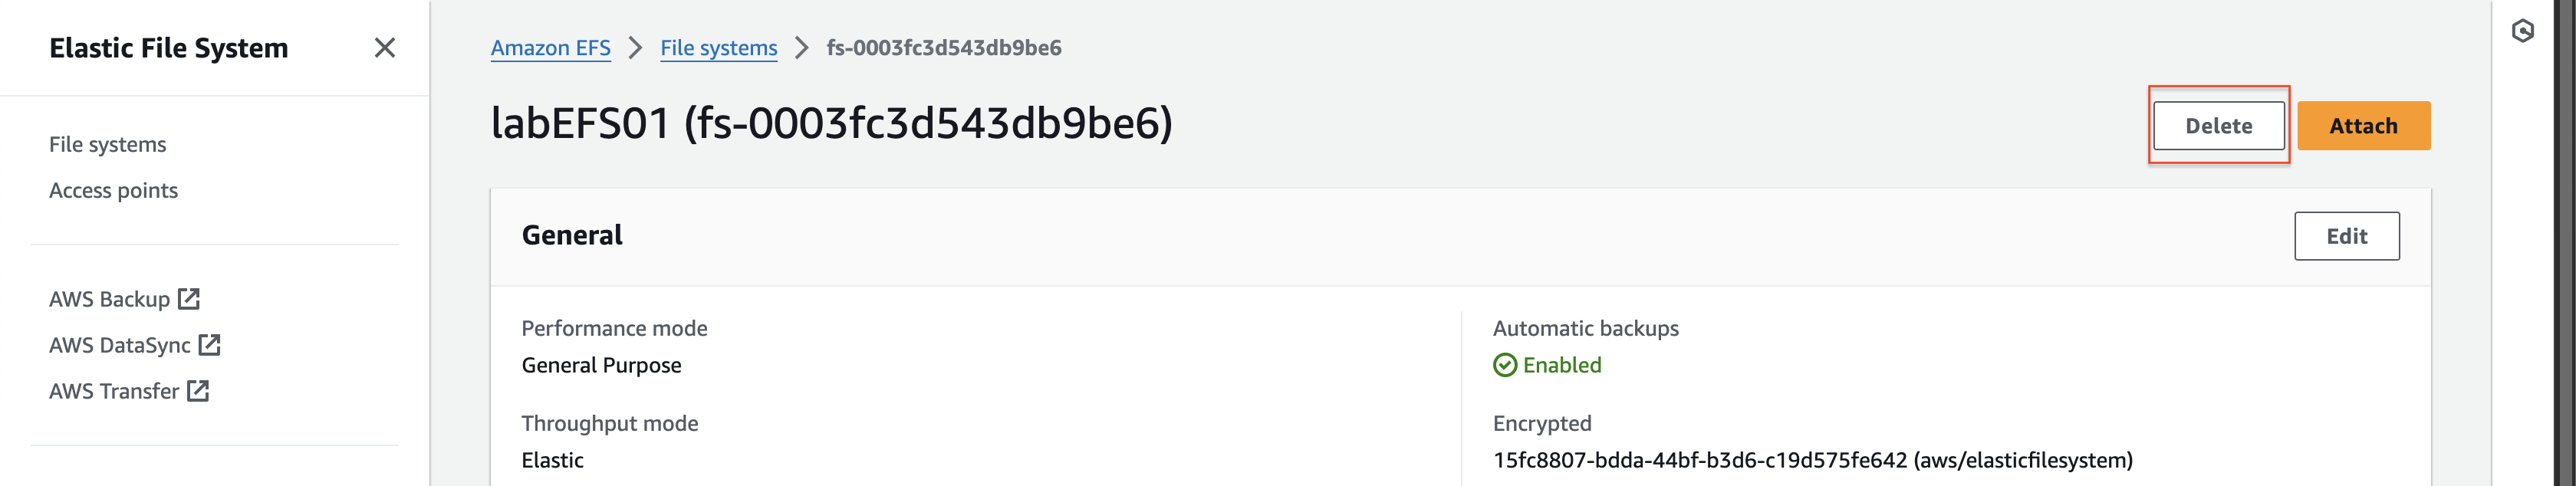 Elastic File System
File systems
Access points
AWS Backup
AWS DataSync
AWS Transfer
Amazon EFS > File systems > fs-0003fc3d543db9be6
labEFS01 (fs-0003fc3d543db9be6)
Delete
Attach
General
Edit
Performance mode
General Purpose
Throughput mode
Elastic
Automatic backups
Enabled
Encrypted
15fc8807-bdda-44bf-b3d6-c19d575fe642 (aws/elasticfilesystem)